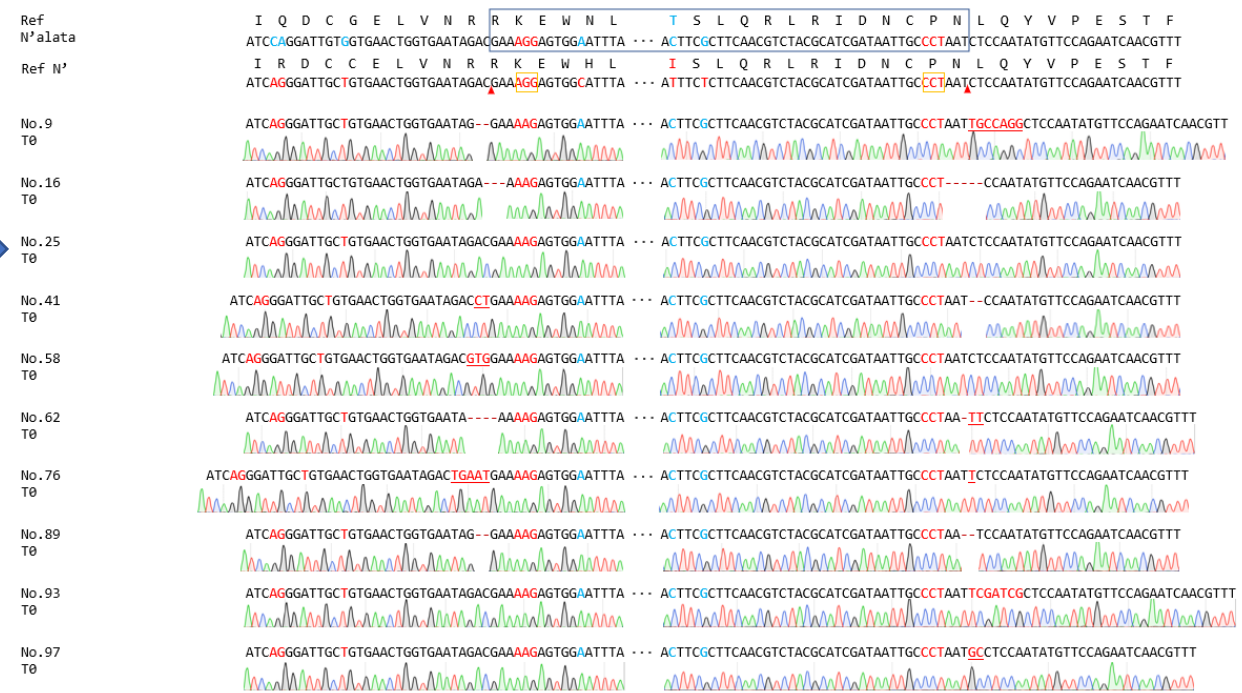 Ref I Q D C G E L V N R R K E W N L T S L Q R L R I D N C P N L Q Y V P E S T F
N’alata ATCCAGGATTGTGGTGAACTGGTGAATAGACGAAAGGAGTGGAATTTA ··· ACTTCGCTTCAACGTCTACGCATCGATAATTGCCCTAATCTCCAATATGTTCCAGAATCAACGTTT
Ref N’ I R D C C E L V N R R K E W H L I S L Q R L R I D N C P N L Q Y V P E S T F
ATCAGGGATTGCTGTGAACTGGTGAATAGACGAAAGGAGTGGCATTTA ··· ATTTCTCTTCAACGTCTACGCATCGATAATTGCCCTAATCTCCAATATGTTCCAGAATCAACGTTT
No.9 ATCAGGGATTGCTGTGAACTGGTGAATAG--GAAAAGAGTGGAATTTA ··· ACTTCGCTTCAACGTCTACGCATCGATAATTGCCCTAATTGCCAGGCTCCAATATGTTCCAGAATCAACGTT
T0
No.16 ATCAGGGATTGCTGTGAACTGGTGAATAGA---AAAGAGTGGAATTTA ··· ACTTCGCTTCAACGTCTACGCATCGATAATTGCCCT-----CCAATATGTTCCAGAATCAACGTTT
T0
No.25 ATCAGGGATTGCTGTGAACTGGTGAATAGACGAAAAGAGTGGAATTTA ··· ACTTCGCTTCAACGTCTACGCATCGATAATTGCCCTAATCTCCAATATGTTCCAGAATCAACGTTT
T0
No.41 ATCAGGGATTGCTGTGAACTGGTGAATAGACCTGAAAAGAGTGGAATTTA ··· ACTTCGCTTCAACGTCTACGCATCGATAATTGCCCTAAT--CCAATATGTTCCAGAATCAACGTTT
T0
No.58 ATCAGGGATTGCTGTGAACTGGTGAATAGACGTGGAAAAGAGTGGAATTTA ··· ACTTCGCTTCAACGTCTACGCATCGATAATTGCCCTAATCTCCAATATGTTCCAGAATCAACGTTT
T0
No.62 ATCAGGGATTGCTGTGAACTGGTGAATA----AAAAGAGTGGAATTTA ··· ACTTCGCTTCAACGTCTACGCATCGATAATTGCCCTAA-TTCTCCAATATGTTCCAGAATCAACGTTT
T0
No.76 ATCAGGGATTGCTGTGAACTGGTGAATAGACTGAATGAAAAGAGTGGAATTTA ··· ACTTCGCTTCAACGTCTACGCATCGATAATTGCCCTAATTCTCCAATATGTTCCAGAATCAACGTTT
T0
No.89 ATCAGGGATTGCTGTGAACTGGTGAATAG--GAAAAGAGTGGAATTTA ··· ACTTCGCTTCAACGTCTACGCATCGATAATTGCCCTAA--TCCAATATGTTCCAGAATCAACGTTT
T0
No.93 ATCAGGGATTGCTGTGAACTGGTGAATAGACGAAAAGAGTGGAATTTA ··· ACTTCGCTTCAACGTCTACGCATCGATAATTGCCCTAATTCGATCGCTCCAATATGTTCCAGAATCAACGTTT
T0
No.97 ATCAGGGATTGCTGTGAACTGGTGAATAGACGAAAAGAGTGGAATTTA ··· ACTTCGCTTCAACGTCTACGCATCGATAATTGCCCTAATGCCTCCAATATGTTCCAGAATCAACGTTT
T0